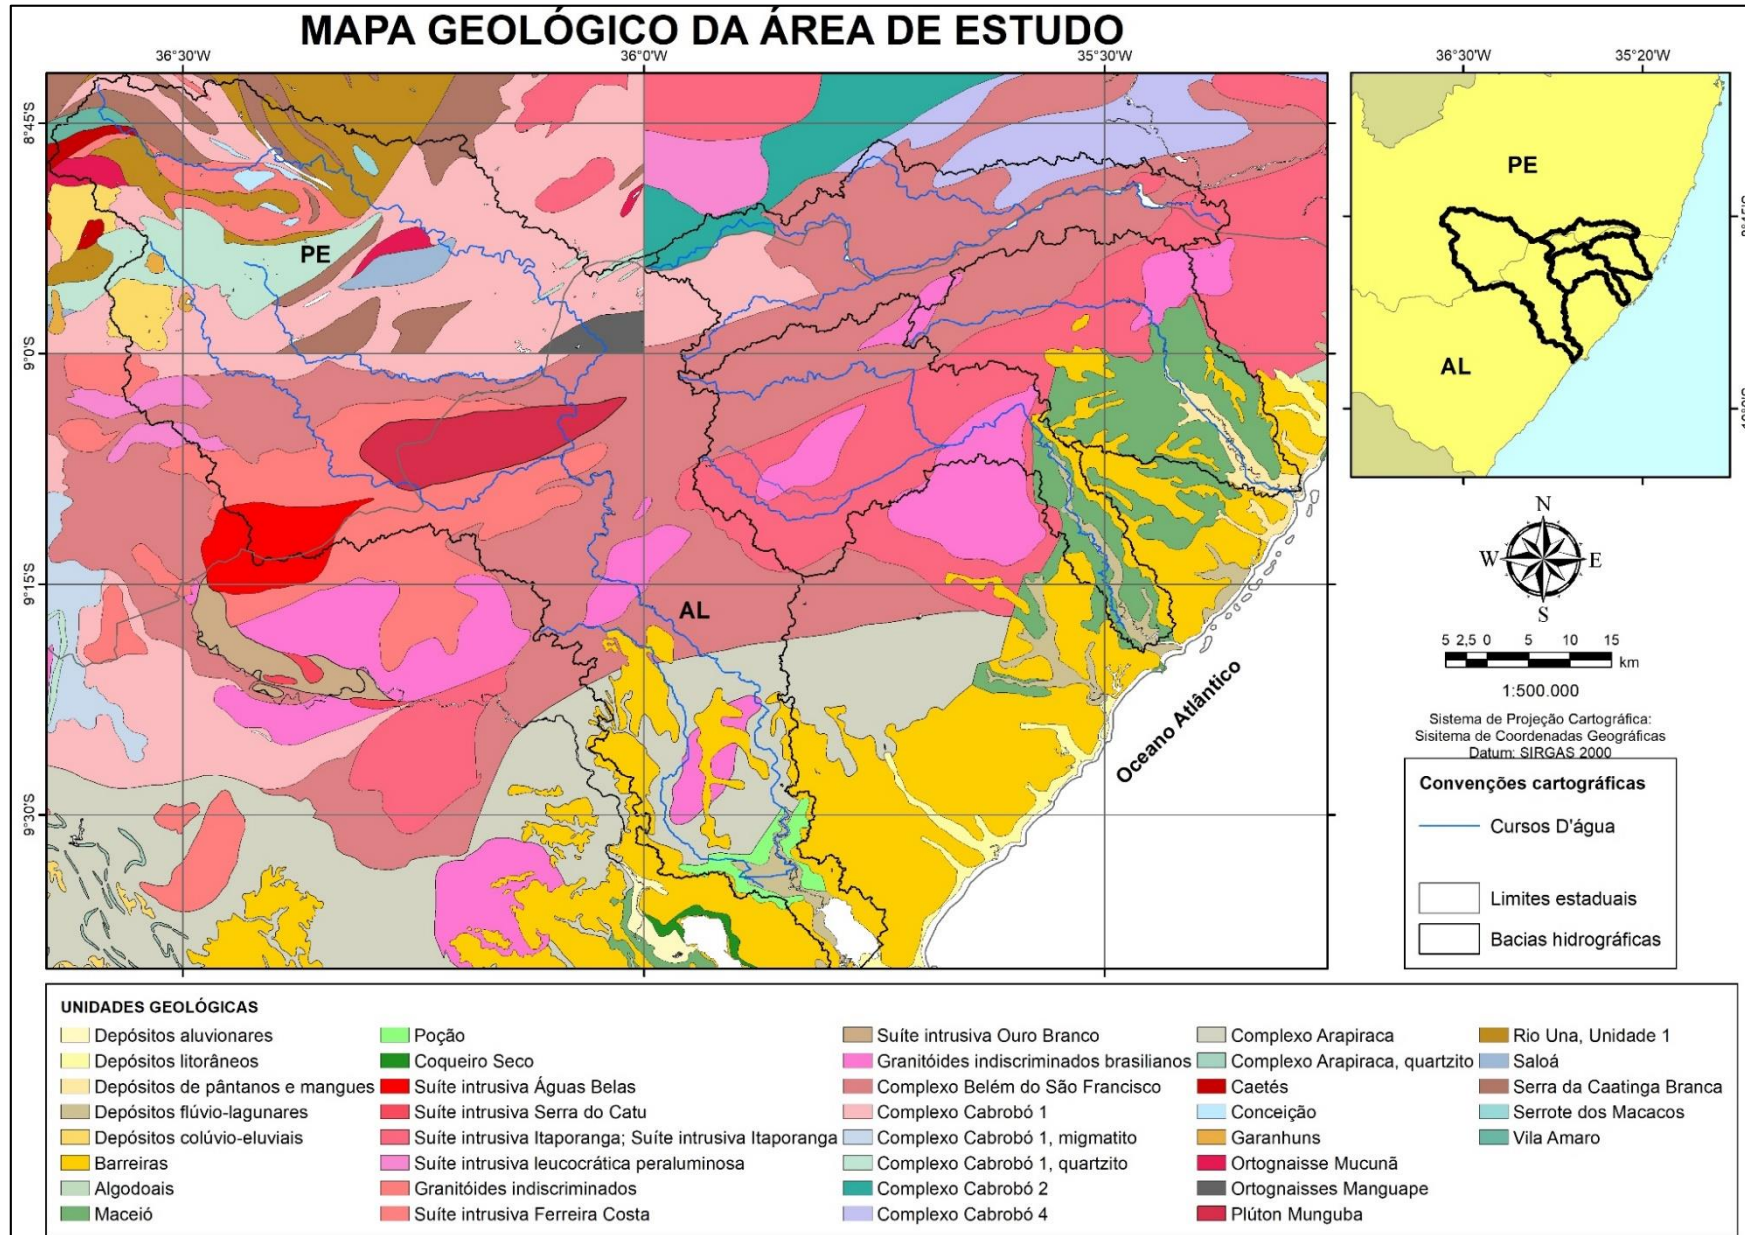 MAPA GEOLÓGICO DA ÁREA DE ESTUDO
36°30'W
36°0'W
35°30'W
8°45'S
9°0'S
9°15'S
9°30'S
PE
AL
Oceano Atlântico
36°30'W
35°20'W
PE
AL
N
W
E
S
5 2,5 0 5 10 15
km
1:500.000
Sistema de Projeção Cartográfica:
Sisitema de Coordenadas Geográficas
Datum: SIRGAS 2000
Convenções cartográficas
Cursos D'água
Limites estaduais
Bacias hidrográficas
UNIDADES GEOLÓGICAS
Depósitos aluvionares
Depósitos litorâneos
Depósitos de pântanos e mangues
Depósitos flúvio-lagunares
Depósitos colúvio-eluviais
Barreiras
Algodoais
Maceió
Poção
Coqueiro Seco
Suíte intrusiva Águas Belas
Suíte intrusiva Serra do Catu
Suíte intrusiva Itaporanga; Suíte intrusiva Itaporanga
Suíte intrusiva leucocrática peraluminosa
Granitóides indiscriminados
Suíte intrusiva Ferreira Costa
Suíte intrusiva Ouro Branco
Granitóides indiscriminados brasilianos
Complexo Belém do São Francisco
Complexo Cabrobó 1
Complexo Cabrobó 1, migmatito
Complexo Cabrobó 1, quartzito
Complexo Cabrobó 2
Complexo Cabrobó 4
Complexo Arapiraca
Complexo Arapiraca, quartzito
Caetés
Conceição
Garanhuns
Ortognaisse Mucunã
Ortognaisses Manguape
Plúton Munguba
Rio Una, Unidade 1
Saloá
Serra da Caatinga Branca
Serrote dos Macacos
Vila Amaro